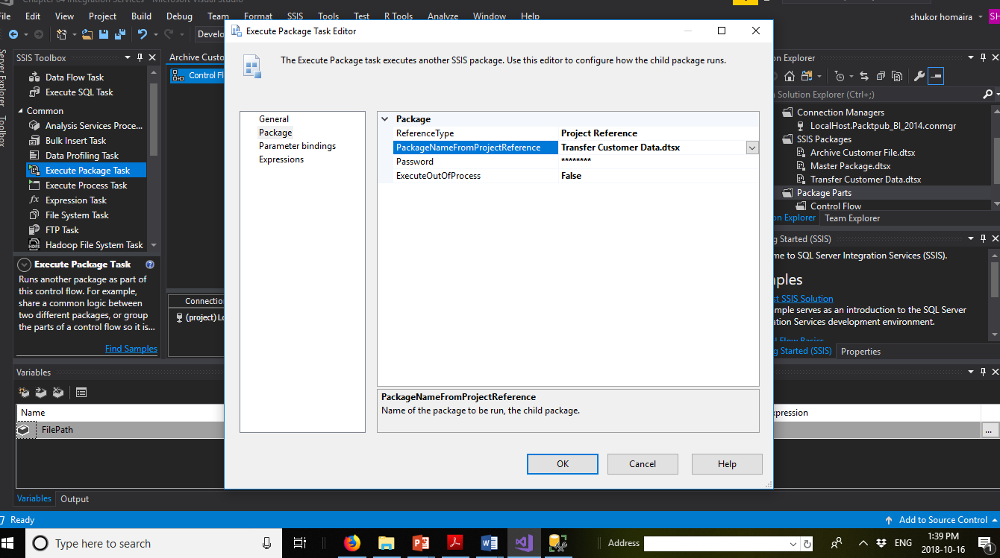 Chapter 04 Integration Services - Microsoft Visual Studio
File Edit View Project Build Debug Team Format SSIS Tools Test R Tools Analyze Window Help
shukor homaira
SH
Develo
Server Explorer
Toolbox
SSIS Toolbox
Data Flow Task
Execute SQL Task
Common
Analysis Services Proce...
Bulk Insert Task
Data Profiling Task
Execute Package Task
Execute Process Task
Expression Task
File System Task
FTP Task
Hadoop File System Task
Execute Package Task
Runs another package as part of
this control flow. For example,
share a common logic between
two different packages, or group
the parts of a control flow so it is...
Find Samples
Archive Custo
Control Fl
Connectio
(project) Lo
Execute Package Task Editor
The Execute Package task executes another SSIS package. Use this editor to configure how the child package runs.
General
Package
Parameter bindings
Expressions
Package
ReferenceType Project Reference
PackageNameFromProjectReference Transfer Customer Data.dtsx
Password ********
ExecuteOutOfProcess False
PackageNameFromProjectReference
Name of the package to be run, the child package.
OK Cancel Help
on Explorer
Solution Explorer (Ctrl+;)
Connection Managers
LocalHost.Packtpub_BI_2014.conmgr
SSIS Packages
Archive Customer File.dtsx
Master Package.dtsx
Transfer Customer Data.dtsx
Package Parts
Control Flow
on Explorer Team Explorer
g Started (SSIS)
me to SQL Server Integration Services (SSIS).
ples
st SSIS Solution
mple serves as an introduction to the SQL Server
ation Services development environment.
l Flow Basics
g Started (SSIS) Properties
Variables
Name
xpression
FilePath
...
Variables Output
Ready
Add to Source Control
Type here to search
Address
ENG
1:39 PM
2018-10-16
1